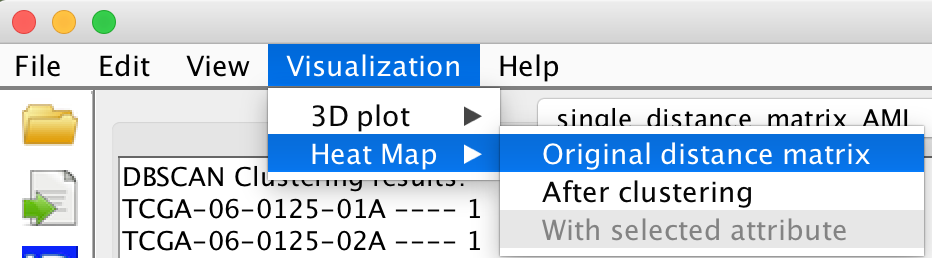 File Edit View Visualization Help
3D plot
single_distance_matrix_AML
Heat Map
Original distance matrix
DBSCAN Clustering results:
After clustering
TCGA-06-0125-01A ---- 1
With selected attribute
TCGA-06-0125-02A ---- 1